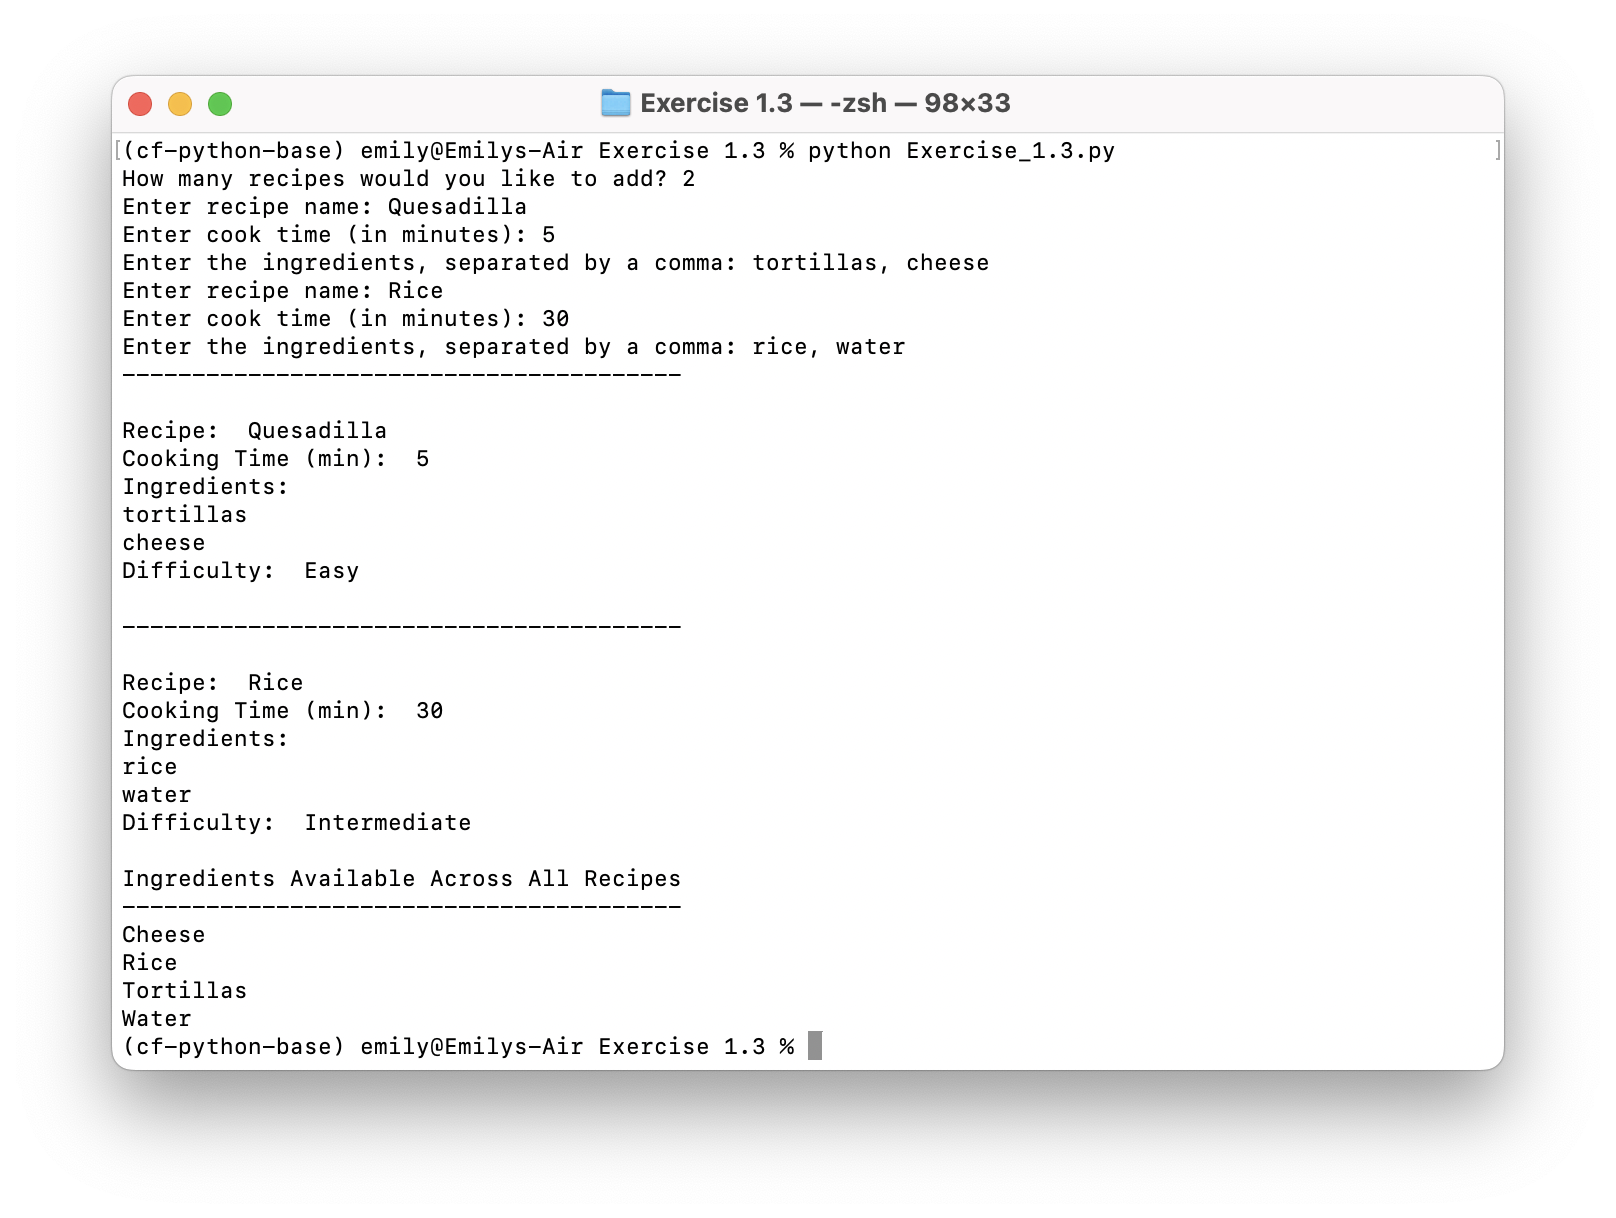 Exercise 1.3 — -zsh — 98×33
[(cf-python-base) emily@Emilys-Air Exercise 1.3 % python Exercise_1.3.py ]
How many recipes would you like to add? 2
Enter recipe name: Quesadilla
Enter cook time (in minutes): 5
Enter the ingredients, separated by a comma: tortillas, cheese
Enter recipe name: Rice
Enter cook time (in minutes): 30
Enter the ingredients, separated by a comma: rice, water
----------------------------------------

Recipe:  Quesadilla
Cooking Time (min):  5
Ingredients:
tortillas
cheese
Difficulty:  Easy

----------------------------------------

Recipe:  Rice
Cooking Time (min):  30
Ingredients:
rice
water
Difficulty:  Intermediate

Ingredients Available Across All Recipes
----------------------------------------
Cheese
Rice
Tortillas
Water
(cf-python-base) emily@Emilys-Air Exercise 1.3 %